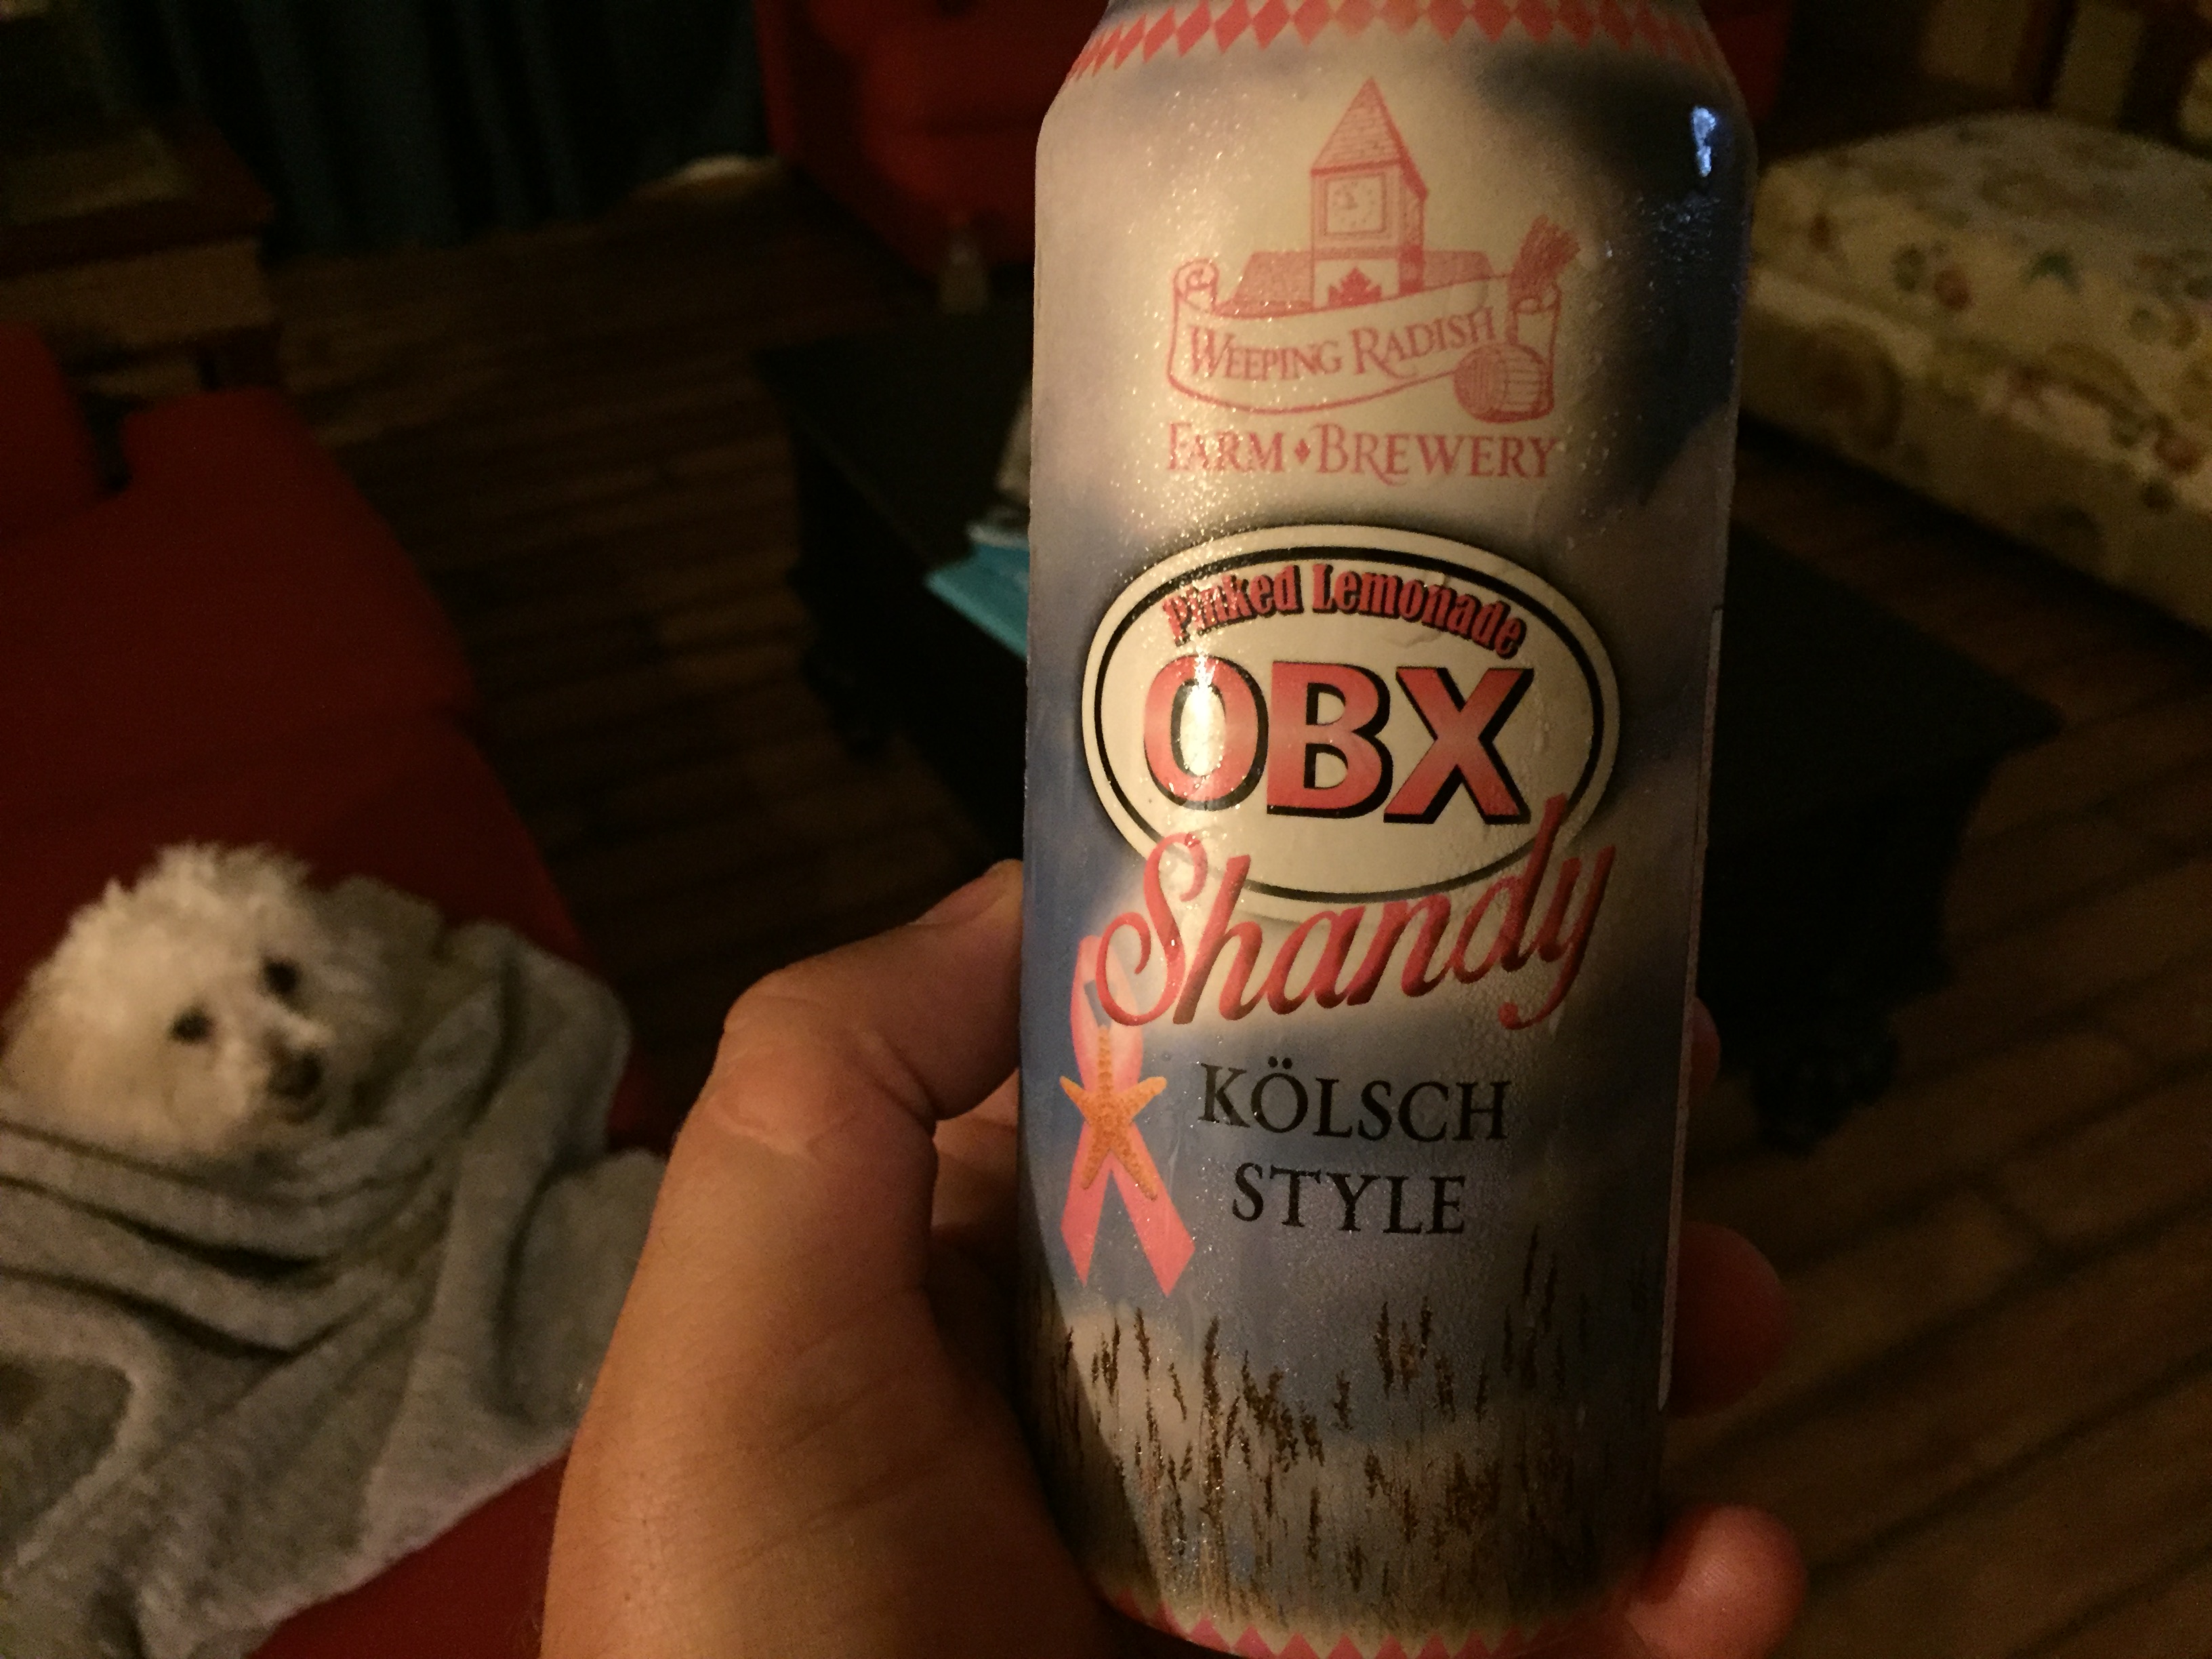 WEEPING RADISH
FARM BREWERY
Pinked Lemonade
OBX
Shandy
KÖLSCH
STYLE